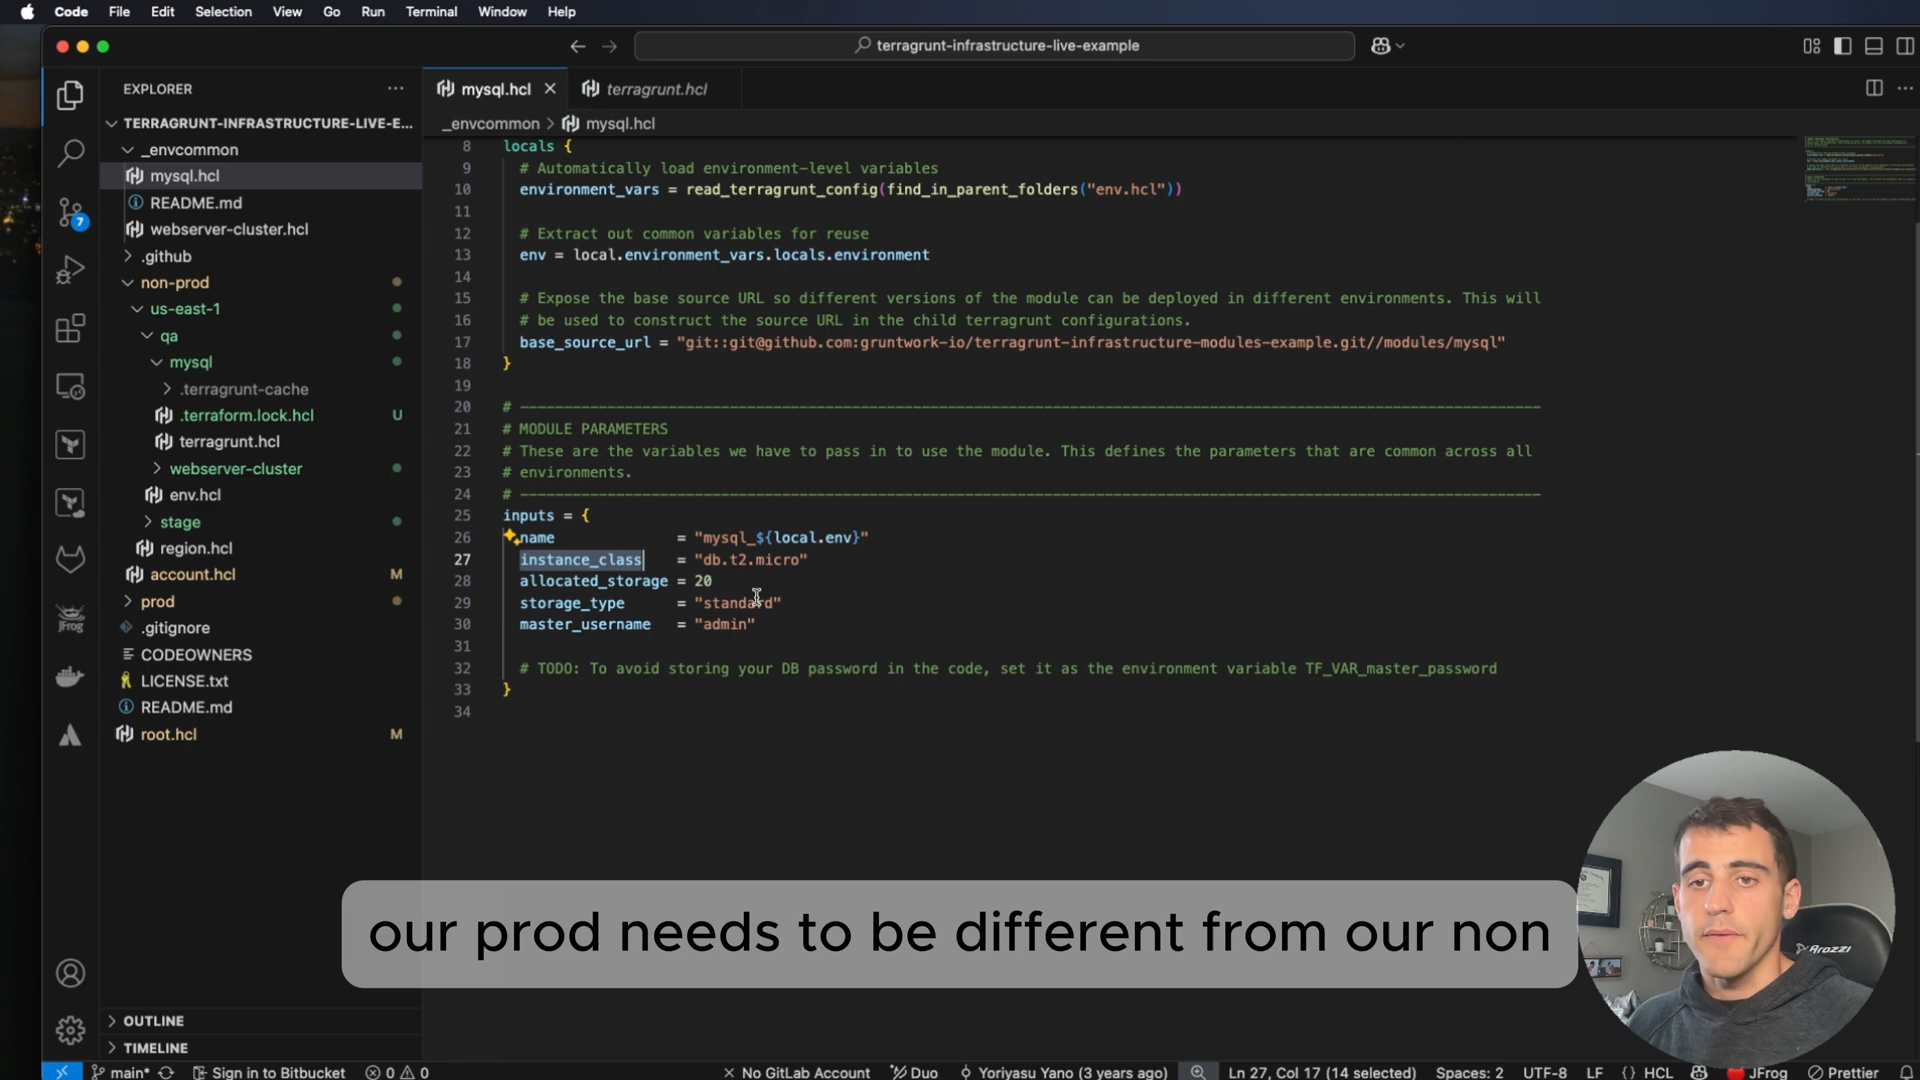 Code File Edit Selection View Go Run Terminal Window Help
terragrunt-infrastructure-live-example
EXPLORER
TERRAGRUNT-INFRASTRUCTURE-LIVE-E...
_envcommon
mysql.hcl
README.md
webserver-cluster.hcl
.github
non-prod
us-east-1
qa
mysql
.terragrunt-cache
.terraform.lock.hcl U
terragrunt.hcl
webserver-cluster
env.hcl
stage
region.hcl
account.hcl M
prod
.gitignore
CODEOWNERS
LICENSE.txt
README.md
root.hcl M
OUTLINE
TIMELINE
7
mysql.hcl terragrunt.hcl
_envcommon > mysql.hcl
8 locals {
9 # Automatically load environment-level variables
10 environment_vars = read_terragrunt_config(find_in_parent_folders("env.hcl"))
11
12 # Extract out common variables for reuse
13 env = local.environment_vars.locals.environment
14
15 # Expose the base source URL so different versions of the module can be deployed in different environments. This will
16 # be used to construct the source URL in the child terragrunt configurations.
17 base_source_url = "git::git@github.com:gruntwork-io/terragrunt-infrastructure-modules-example.git//modules/mysql"
18 }
19
20 # ---------------------------------------------------------------------------------------------------------------------
21 # MODULE PARAMETERS
22 # These are the variables we have to pass in to use the module. This defines the parameters that are common across all
23 # environments.
24 # ---------------------------------------------------------------------------------------------------------------------
25 inputs = {
26 name = "mysql_${local.env}"
27 instance_class = "db.t2.micro"
28 allocated_storage = 20
29 storage_type = "standard"
30 master_username = "admin"
31
32 # TODO: To avoid storing your DB password in the code, set it as the environment variable TF_VAR_master_password
33 }
34
our prod needs to be different from our non
Arozzi
JFrog
main* Sign in to Bitbucket 0 0 No GitLab Account Duo Yoriyasu Yano (3 years ago) Ln 27, Col 17 (14 selected) Spaces: 2 UTF-8 LF {} HCL JFrog Prettier